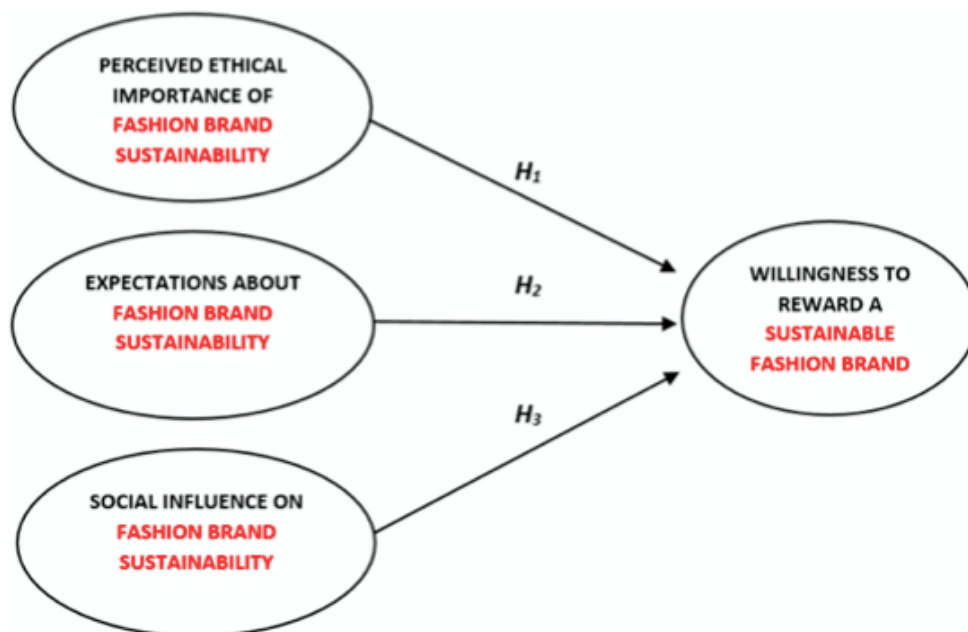 PERCEIVED ETHICAL
IMPORTANCE OF
FASHION BRAND
SUSTAINABILITY
H₁
EXPECTATIONS ABOUT
FASHION BRAND
SUSTAINABILITY
H₂
WILLINGNESS TO
REWARD A
SUSTAINABLE
FASHION BRAND
H₃
SOCIAL INFLUENCE ON
FASHION BRAND
SUSTAINABILITY